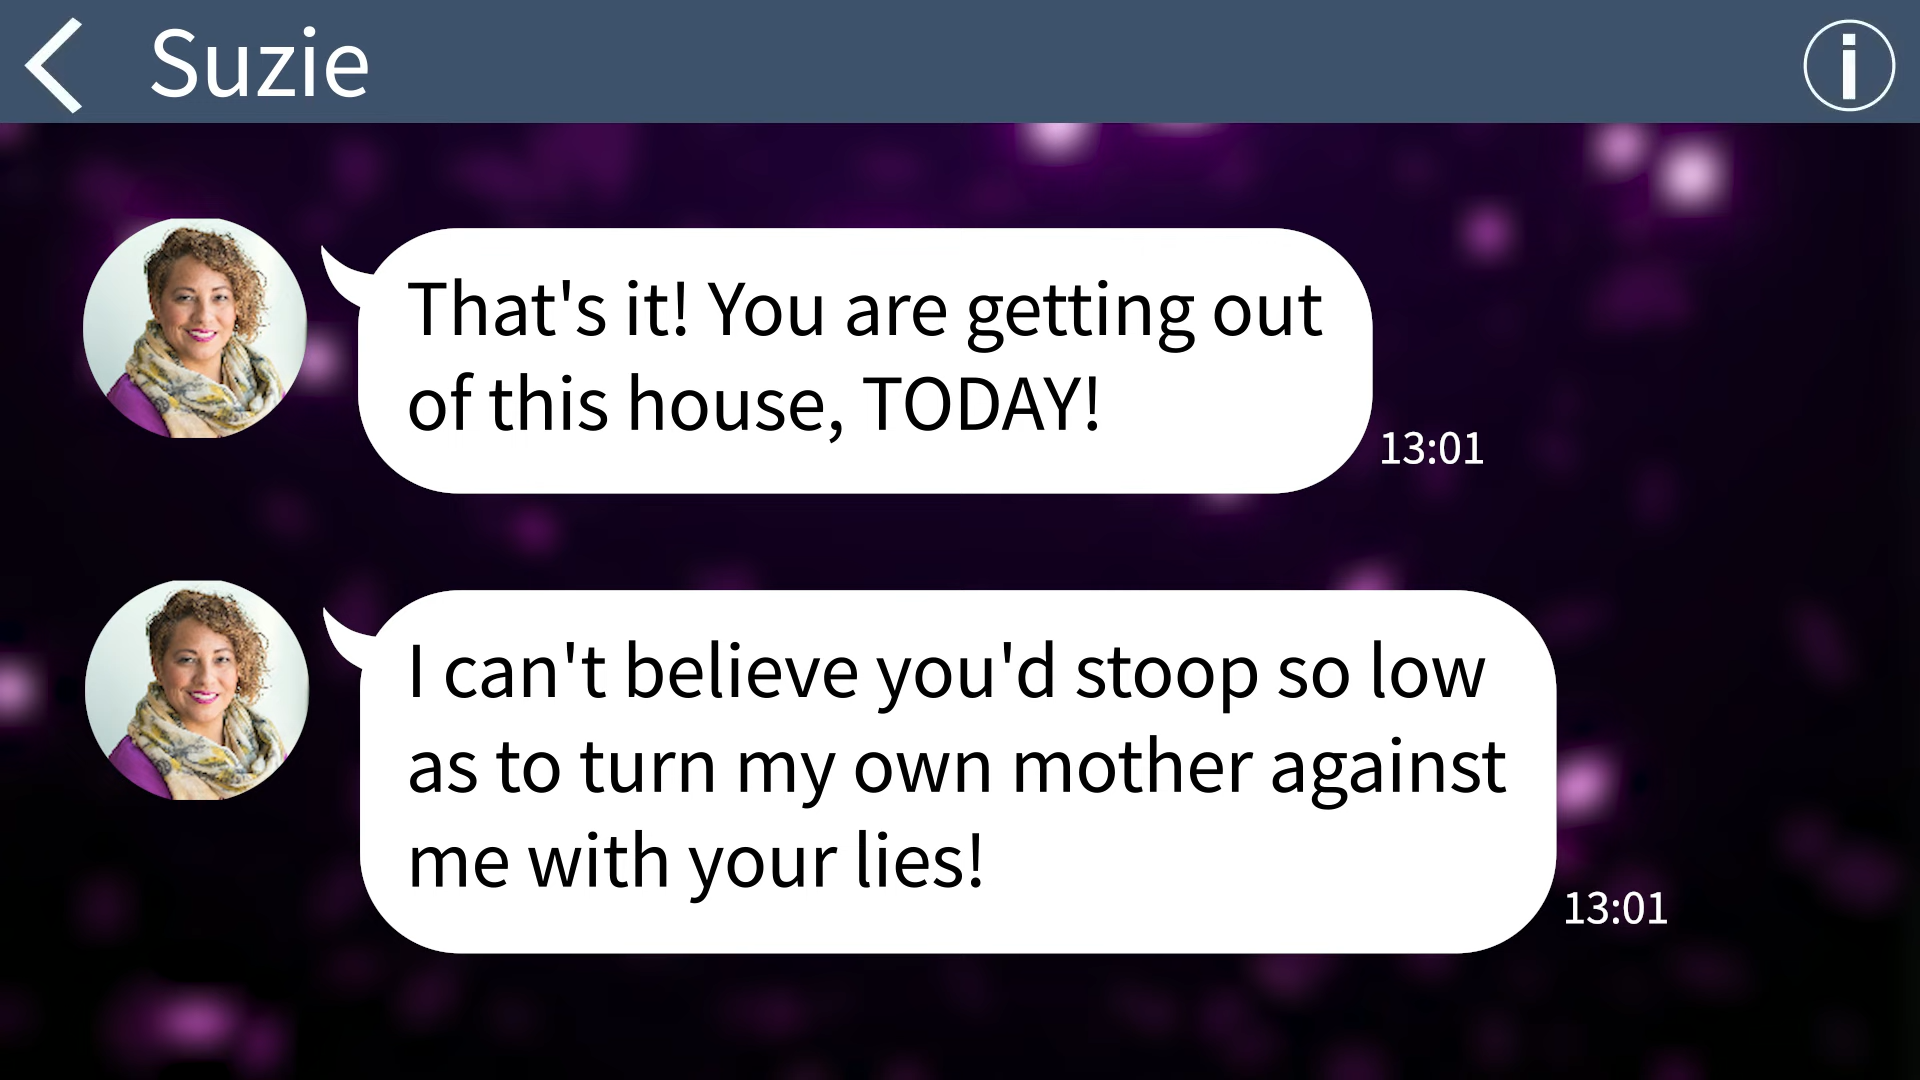 Suzie
That's it! You are getting out
of this house, TODAY!
13:01
I can't believe you'd stoop so low
as to turn my own mother against
me with your lies!
13:01